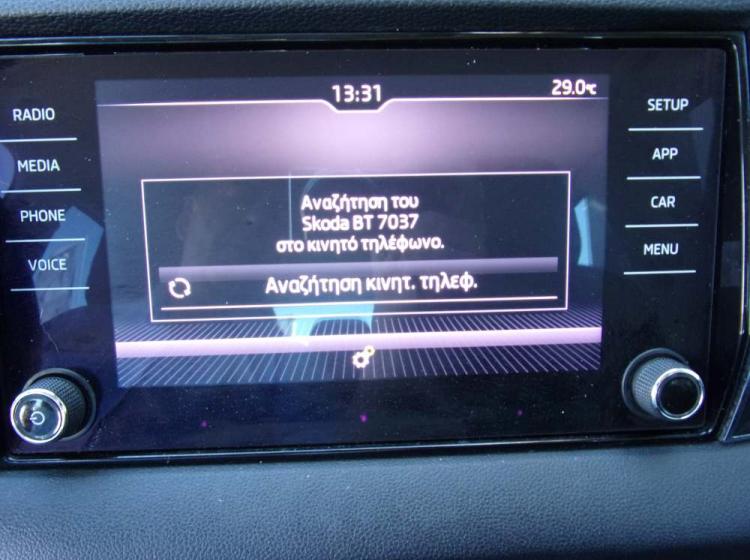 13:31
29.0°C
RADIO
MEDIA
PHONE
VOICE
SETUP
APP
CAR
MENU
Αναζήτηση του
Skoda BT 7037
στο κινητό τηλέφωνο.
Αναζήτηση κινητ. τηλεφ.